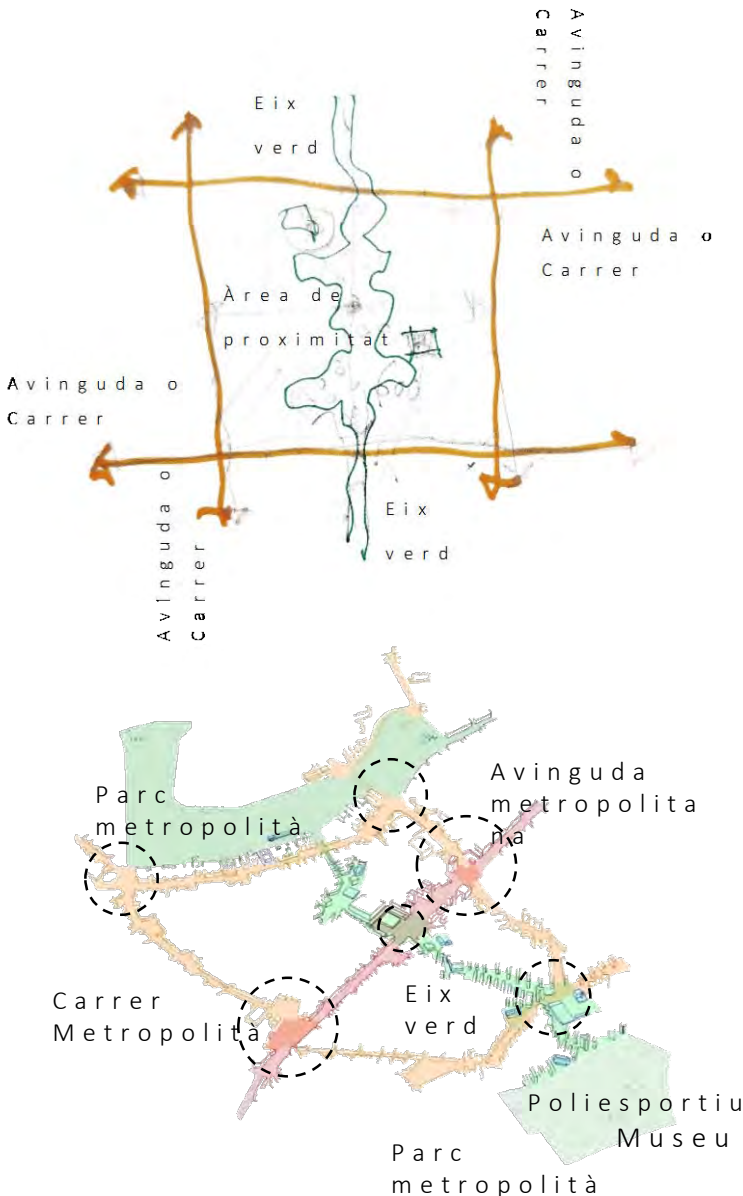 Avinguda o
Carrer
Eix
verd
Avinguda o
Carrer
Àrea de
proximitat
Avinguda o
Carrer
Eix
verd
Avinguda o
Carrer
Parc
metropolità
Avinguda
metropolita
na
Carrer
Metropolità
Eix
verd
Poliesportiu
Museu
Parc
metropolità